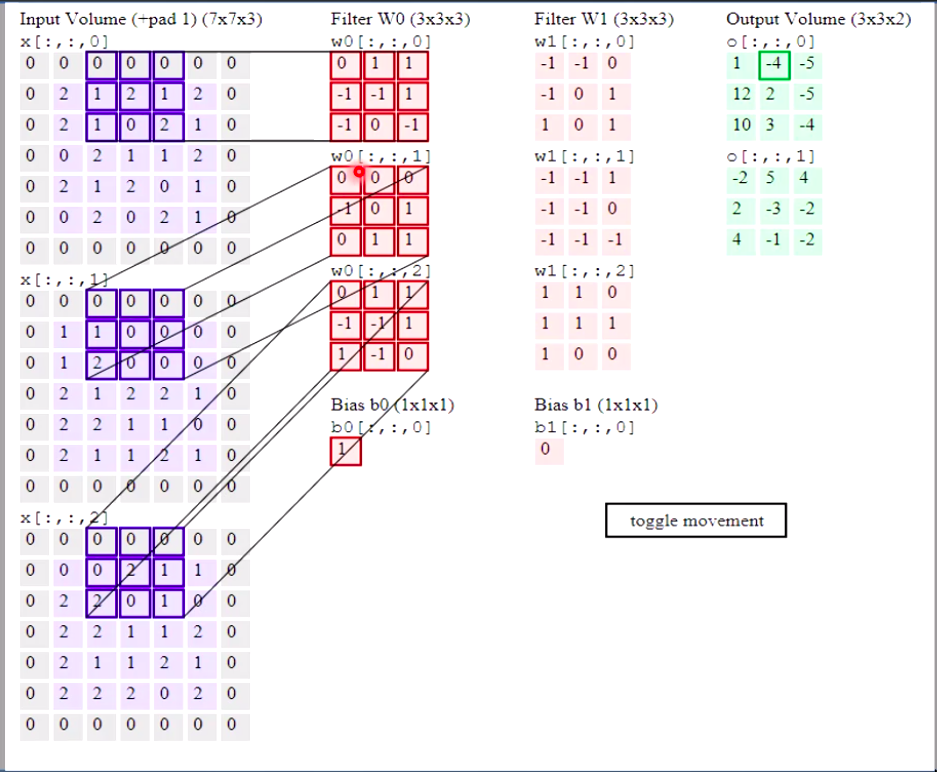 Input Volume (+pad 1) (7x7x3)
x[:,:,0]
0 0 0 0 0 0 0
0 2 1 2 1 2 0
0 2 1 0 2 1 0
0 0 2 1 1 2 0
0 2 1 2 0 1 0
0 0 2 0 2 1 0
0 0 0 0 0 0 0
x[:,:,1]
0 0 0 0 0 0 0
0 1 1 0 0 0 0
0 1 2 0 0 0 0
0 2 1 2 2 1 0
0 2 2 1 1 0 0
0 2 1 1 2 1 0
0 0 0 0 0 0 0
x[:,:,2]
0 0 0 0 0 0 0
0 0 0 2 1 1 0
0 2 2 0 1 0 0
0 2 2 1 1 2 0
0 2 1 1 2 1 0
0 2 2 2 0 2 0
0 0 0 0 0 0 0
Filter W0 (3x3x3)
w0[:,:,0]
0 1 1
-1 -1 1
-1 0 -1
w0[:,:,1]
0 0 0
-1 0 1
0 1 1
w0[:,:,2]
0 1 1
-1 -1 1
1 -1 0
Bias b0 (1x1x1)
b0[:,:,0]
1
Filter W1 (3x3x3)
w1[:,:,0]
-1 -1 0
-1 0 1
1 0 1
w1[:,:,1]
-1 -1 1
-1 -1 0
-1 -1 -1
w1[:,:,2]
1 1 0
1 1 1
1 0 0
Bias b1 (1x1x1)
b1[:,:,0]
0
Output Volume (3x3x2)
o[:,:,0]
1 -4 -5
12 2 -5
10 3 -4
o[:,:,1]
-2 5 4
2 -3 -2
4 -1 -2
toggle movement